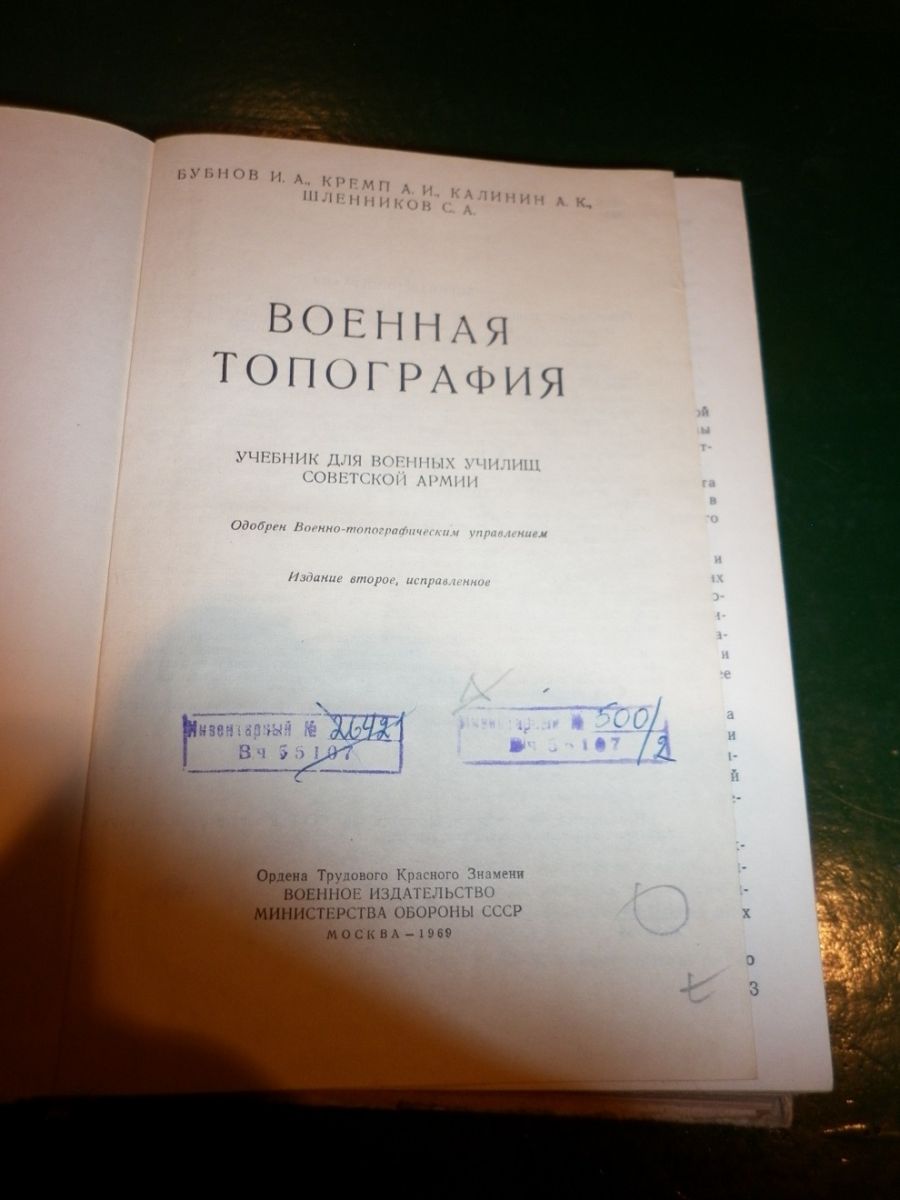 БУБНОВ И. А., КРЕМП А. И., КАЛИНИН А. К.,
ШЛЕННИКОВ С. А.
ВОЕННАЯ
ТОПОГРАФИЯ
УЧЕБНИК ДЛЯ ВОЕННЫХ УЧИЛИЩ
СОВЕТСКОЙ АРМИИ
Одобрен Военно-топографическим управлением
Издание второе, исправленное
Инвентарный № 26421
Вч 55107
Инвентарный № 500/2
Вч 55107
Ордена Трудового Красного Знамени
ВОЕННОЕ ИЗДАТЕЛЬСТВО
МИНИСТЕРСТВА ОБОРОНЫ СССР
МОСКВА — 1969
3